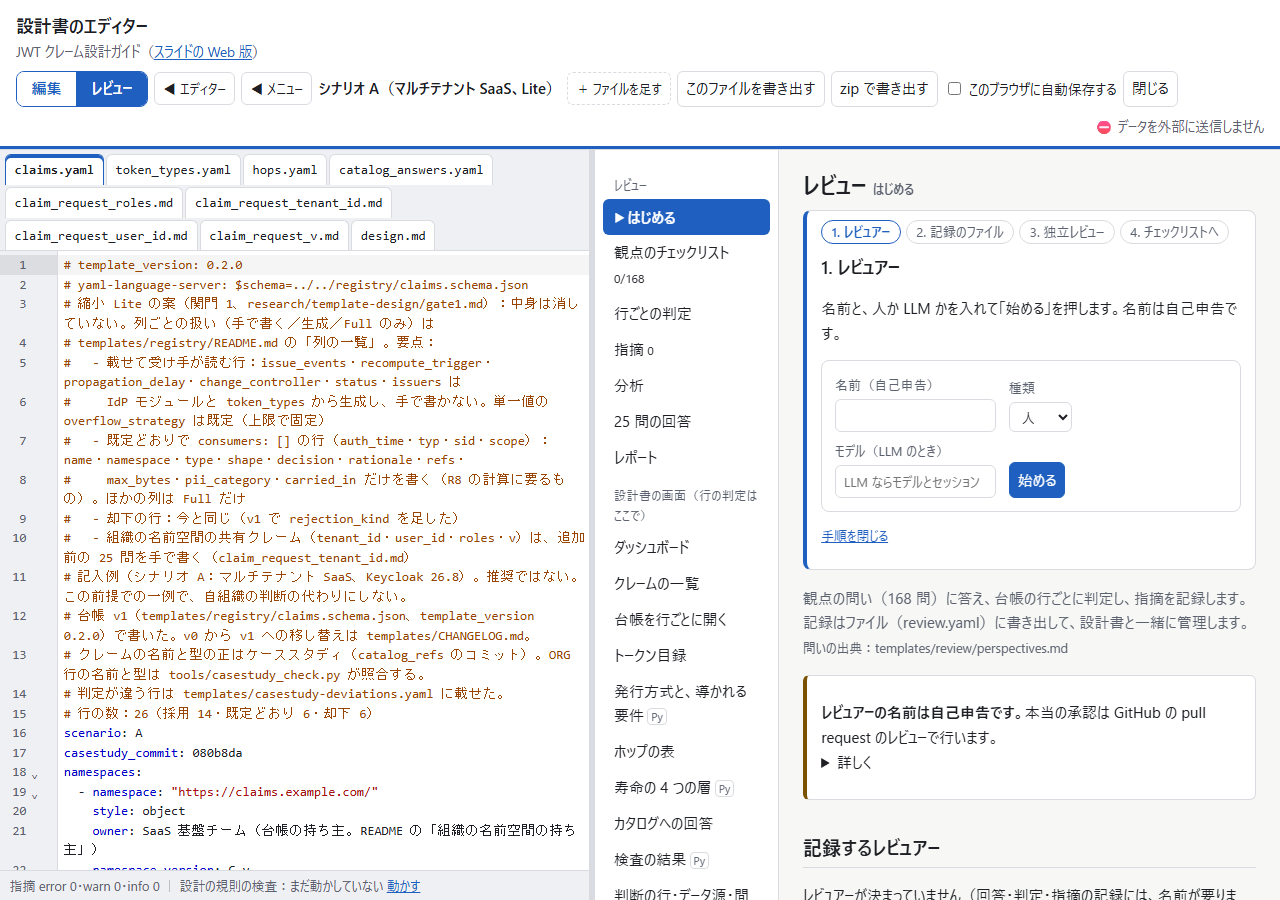 設計書のエディター
JWT クレーム設計ガイド（スライドの Web 版）
編集 レビュー ◀ エディター ◀ メニュー シナリオ A（マルチテナント SaaS、Lite） ＋ ファイルを足す このファイルを書き出す zip で書き出す このブラウザに自動保存する 閉じる
⛔ データを外部に送信しません
claims.yaml token_types.yaml hops.yaml catalog_answers.yaml
claim_request_roles.md claim_request_tenant_id.md
claim_request_user_id.md claim_request_v.md design.md
1 # template_version: 0.2.0
2 # yaml-language-server: $schema=../../registry/claims.schema.json
3 # 縮小 Lite の案（関門 1、research/template-design/gate1.md）：中身は消し
ていない。列ごとの扱い（手で書く／生成／Full のみ）は
4 # templates/registry/README.md の「列の一覧」。要点：
5 #   - 載せて受け手が読む行：issue_events・recompute_trigger・
propagation_delay・change_controller・status・issuers は
6 #     IdP モジュールと token_types から生成し、手で書かない。単一値の
overflow_strategy は既定（上限で固定）
7 #   - 既定どおりで consumers: [] の行（auth_time・typ・sid・scope）：
name・namespace・type・shape・decision・rationale・refs・
8 #     max_bytes・pii_category・carried_in だけを書く（R8 の計算に要るも
の）。ほかの列は Full だけ
9 #   - 却下の行：今と同じ（v1 で rejection_kind を足した）
10 #   - 組織の名前空間の共有クレーム（tenant_id・user_id・roles・v）は、追加
前の 25 問を手で書く（claim_request_tenant_id.md）
11 # 記入例（シナリオ A：マルチテナント SaaS、Keycloak 26.8）。推奨ではない。
この前提での一例で、自組織の判断の代わりにしない。
12 # 台帳 v1（templates/registry/claims.schema.json、template_version
0.2.0）で書いた。v0 から v1 への移し替えは templates/CHANGELOG.md。
13 # クレームの名前と型の正はケーススタディ（catalog_refs のコミット）。ORG
行の名前と型は tools/casestudy_check.py が照合する。
14 # 判定が違う行は templates/casestudy-deviations.yaml に載せた。
15 # 行の数：26（採用 14・既定どおり 6・却下 6）
16 scenario: A
17 casestudy_commit: 080b8da
18 namespaces:
19 - namespace: "https://claims.example.com/"
20 style: object
21 owner: SaaS 基盤チーム（台帳の持ち主。README の「組織の名前空間の持ち
主」）
指摘 error 0·warn 0·info 0 ｜ 設計の規則の検査：まだ動かしていない 動かす
レビュー
▶ はじめる
観点のチェックリスト
0/168
行ごとの判定
指摘 0
分析
25 問の回答
レポート
設計書の画面（行の判定は
ここで）
ダッシュボード
クレームの一覧
台帳を行ごとに開く
トークン目録
発行方式と、導かれる
要件 Py
ホップの表
寿命の 4 つの層 Py
カタログへの回答
検査の結果 Py
判断の行・データ源・問
レビュー はじめる
1. レビュアー 2. 記録のファイル 3. 独立レビュー 4. チェックリストへ
1. レビュアー
名前と、人か LLM かを入れて「始める」を押します。名前は自己申告で
す。
名前（自己申告） 種類
人
モデル（LLM のとき）
LLM ならモデルとセッション 始める
手順を閉じる
観点の問い（168 問）に答え、台帳の行ごとに判定し、指摘を記録します。
記録はファイル（review.yaml）に書き出して、設計書と一緒に管理します。
問いの出典：templates/review/perspectives.md
レビュアーの名前は自己申告です。本当の承認は GitHub の pull
request のレビューで行います。
▶ 詳しく
記録するレビュアー
レビュアーが決まっていません（回答・判定・指摘の記録には、名前が要りま